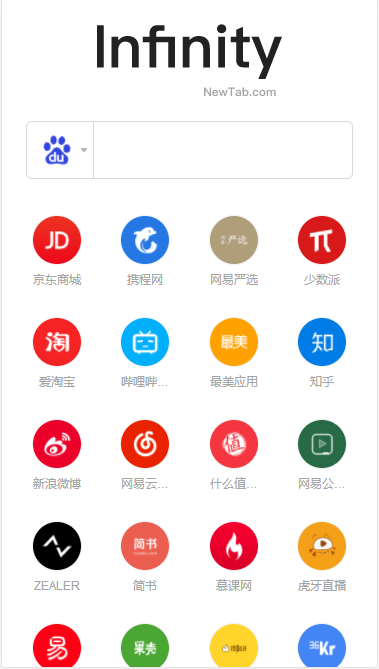 Infinity
NewTab.com
du
JD
严选
京东商城
携程网
网易严选
少数派
淘
最美
知
爱淘宝
哔哩哔...
最美应用
知乎
值
新浪微博
网易云...
什么值...
网易公...
简书
ZEALER
简书
慕课网
虎牙直播
易
果壳
36Kr